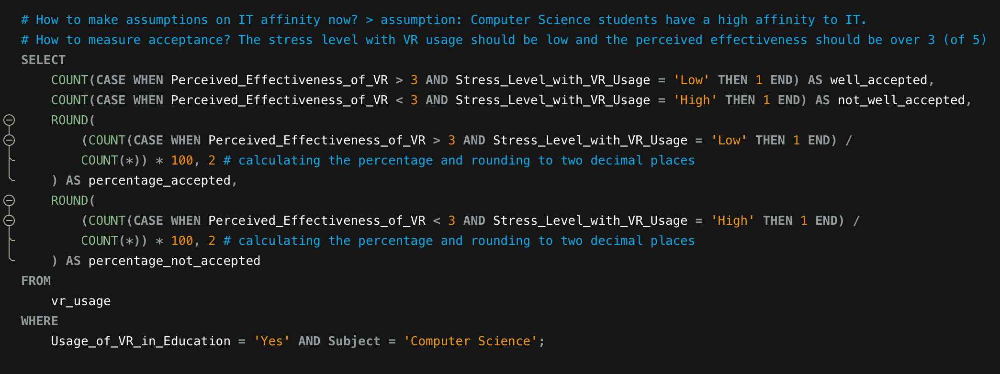 # How to make assumptions on IT affinity now? > assumption: Computer Science students have a high affinity to IT.
# How to measure acceptance? The stress level with VR usage should be low and the perceived effectiveness should be over 3 (of 5)
SELECT
    COUNT(CASE WHEN Perceived_Effectiveness_of_VR > 3 AND Stress_Level_with_VR_Usage = 'Low' THEN 1 END) AS well_accepted,
    COUNT(CASE WHEN Perceived_Effectiveness_of_VR < 3 AND Stress_Level_with_VR_Usage = 'High' THEN 1 END) AS not_well_accepted,
    ROUND(
        (COUNT(CASE WHEN Perceived_Effectiveness_of_VR > 3 AND Stress_Level_with_VR_Usage = 'Low' THEN 1 END) /
        COUNT(*)) * 100, 2 # calculating the percentage and rounding to two decimal places
    ) AS percentage_accepted,
    ROUND(
        (COUNT(CASE WHEN Perceived_Effectiveness_of_VR < 3 AND Stress_Level_with_VR_Usage = 'High' THEN 1 END) /
        COUNT(*)) * 100, 2 # calculating the percentage and rounding to two decimal places
    ) AS percentage_not_accepted
FROM
    vr_usage
WHERE
    Usage_of_VR_in_Education = 'Yes' AND Subject = 'Computer Science';